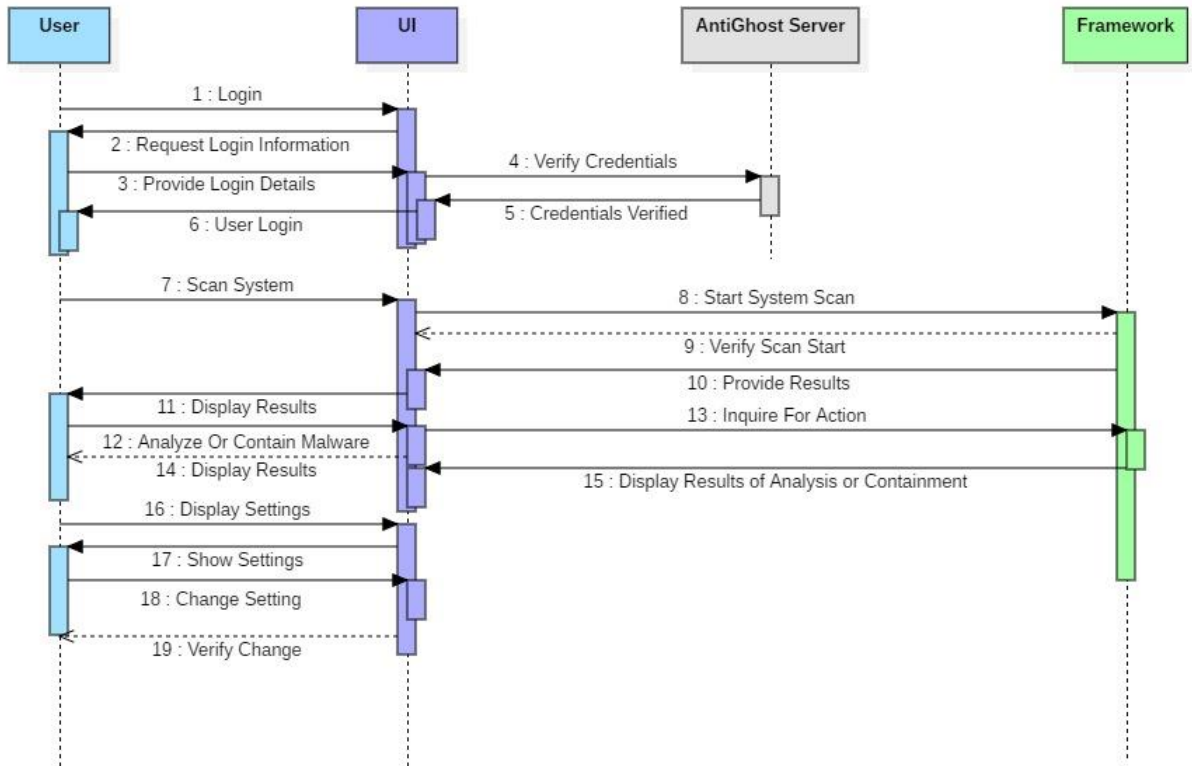 User
UI
AntiGhost Server
Framework
1 : Login
2 : Request Login Information
3 : Provide Login Details
4 : Verify Credentials
5 : Credentials Verified
6 : User Login
7 : Scan System
8 : Start System Scan
9 : Verify Scan Start
10 : Provide Results
11 : Display Results
13 : Inquire For Action
12 : Analyze Or Contain Malware
14 : Display Results
15 : Display Results of Analysis or Containment
16 : Display Settings
17 : Show Settings
18 : Change Setting
19 : Verify Change